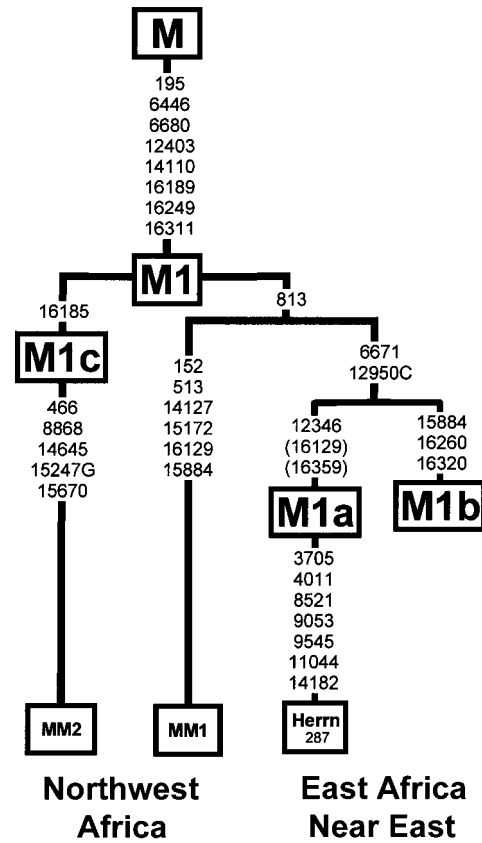 M
195
6446
6680
12403
14110
16189
16249
16311
M1
16185
813
M1c
466
8868
14645
15247G
15670
152
513
14127
15172
16129
15884
6671
12950C
12346
(16129)
(16359)
15884
16260
16320
M1a
M1b
3705
4011
8521
9053
9545
11044
14182
MM2
MM1
Herrn
287
Northwest
Africa
East Africa
Near East